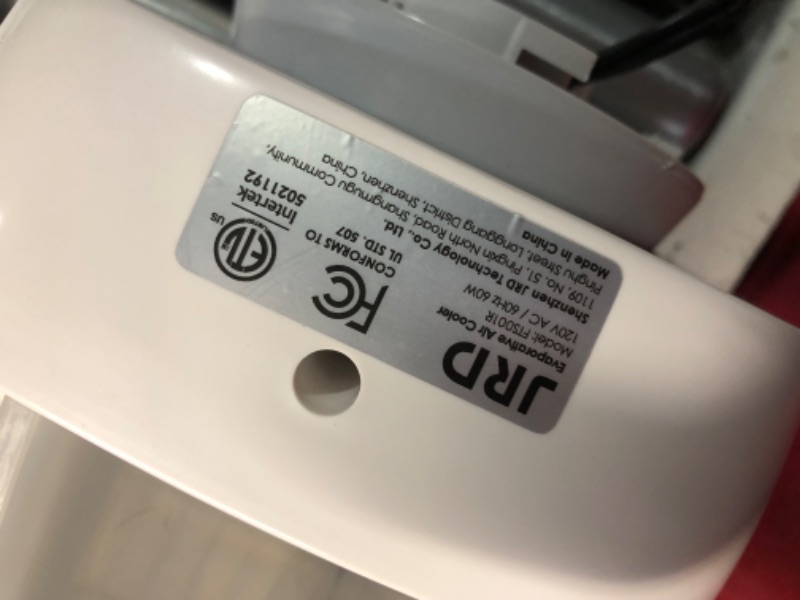 JRD
Evaporative Air Cooler
Model: FTS001R
120V AC / 60Hz 60W
Shenzhen JRD Technology Co., Ltd.
1109, No. 51, Pingxin North Road, Shangmugu Community,
Pinghu Street, Longgang District, Shenzhen, China
Made in China
FC
CONFORMS TO
UL STD. 507
ETL
US
Intertek
5021192